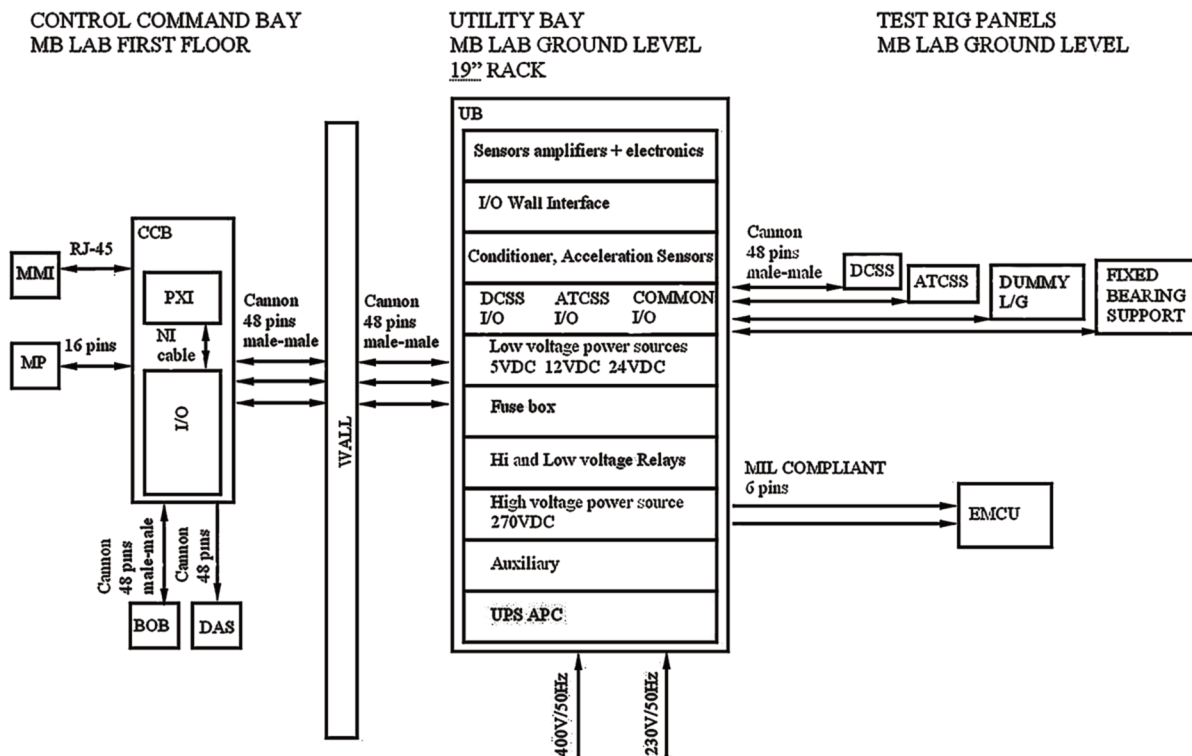 CONTROL COMMAND BAY
MB LAB FIRST FLOOR
UTILITY BAY
MB LAB GROUND LEVEL
19” RACK
TEST RIG PANELS
MB LAB GROUND LEVEL
CCB
RJ-45
MMI
PXI
NI
cable
16 pins
MP
I/O
Cannon
48 pins
male-male
BOB
Cannon
48 pins
DAS
Cannon
48 pins
male-male
WALL
Cannon
48 pins
male-male
UB
Sensors amplifiers + electronics
I/O Wall Interface
Conditioner, Acceleration Sensors
DCSS ATCSS COMMON
I/O I/O I/O
Low voltage power sources
5VDC 12VDC 24VDC
Fuse box
Hi and Low voltage Relays
High voltage power source
270VDC
Auxiliary
UPS APC
400V/50Hz
230V/50Hz
Cannon
48 pins
male-male
DCSS
ATCSS
DUMMY
L/G
FIXED
BEARING
SUPPORT
MIL COMPLIANT
6 pins
EMCU